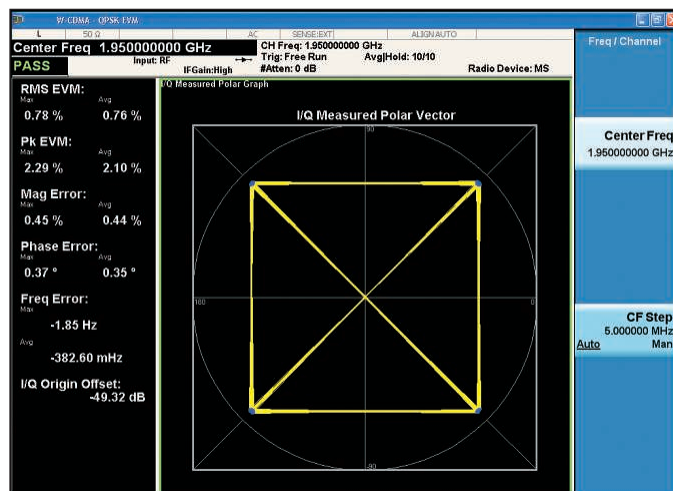 W-CDMA - QPSK EVM
L 50 Ω AC SENSE:EXT ALIGN AUTO
Center Freq 1.950000000 GHz
CH Freq: 1.950000000 GHz
Input: RF
Trig: Free Run Avg|Hold: 10/10
PASS
IFGain:High
#Atten: 0 dB
Radio Device: MS
RMS EVM:
Max Avg
0.78 % 0.76 %
Pk EVM:
Max Avg
2.29 % 2.10 %
Mag Error:
Max Avg
0.45 % 0.44 %
Phase Error:
Max Avg
0.37 º 0.35 º
Freq Error:
Max
-1.85 Hz
Avg
-382.60 mHz
I/Q Origin Offset:
-49.32 dB
I/Q Measured Polar Graph
I/Q Measured Polar Vector
90
180
0
-90
Freq / Channel
Center Freq
1.950000000 GHz
CF Step
5.000000 MHz
Auto Man